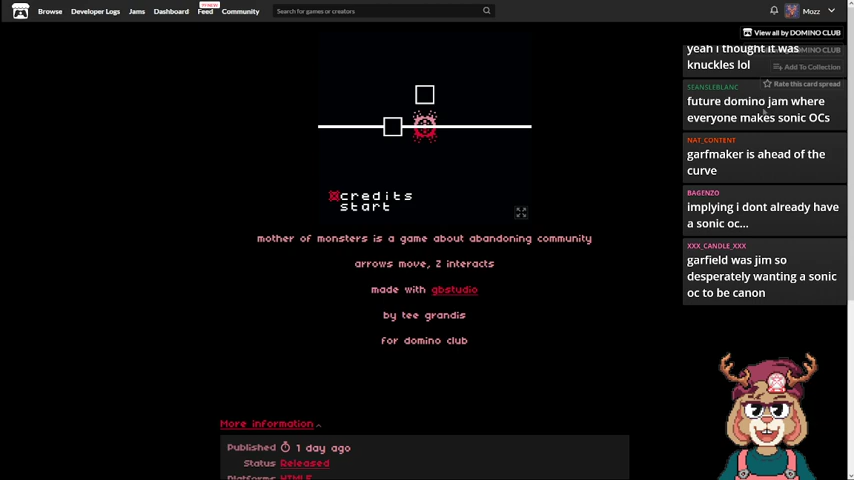 Browse
Developer Logs
Jams
Dashboard
Feed
Community
Search for games or creators
Mozz
View all by DOMINO CLUB
Add To Collection
Rate this card spread
yeah i thought it was
knuckles lol
SEANSLEBLANC
future domino jam where
everyone makes sonic OCs
NAT_CONTENT
garfmaker is ahead of the
curve
BAGENZO
implying i dont already have
a sonic oc...
XXX_CANDLE_XXX
garfield was jim so
desperately wanting a sonic
oc to be canon
credits
start
mother of monsters is a game about abandoning community
arrows move, Z interacts
made with gbstudio
by tee grandis
for domino club
More information
Published 1 day ago
Status Released
Platforms HTML5